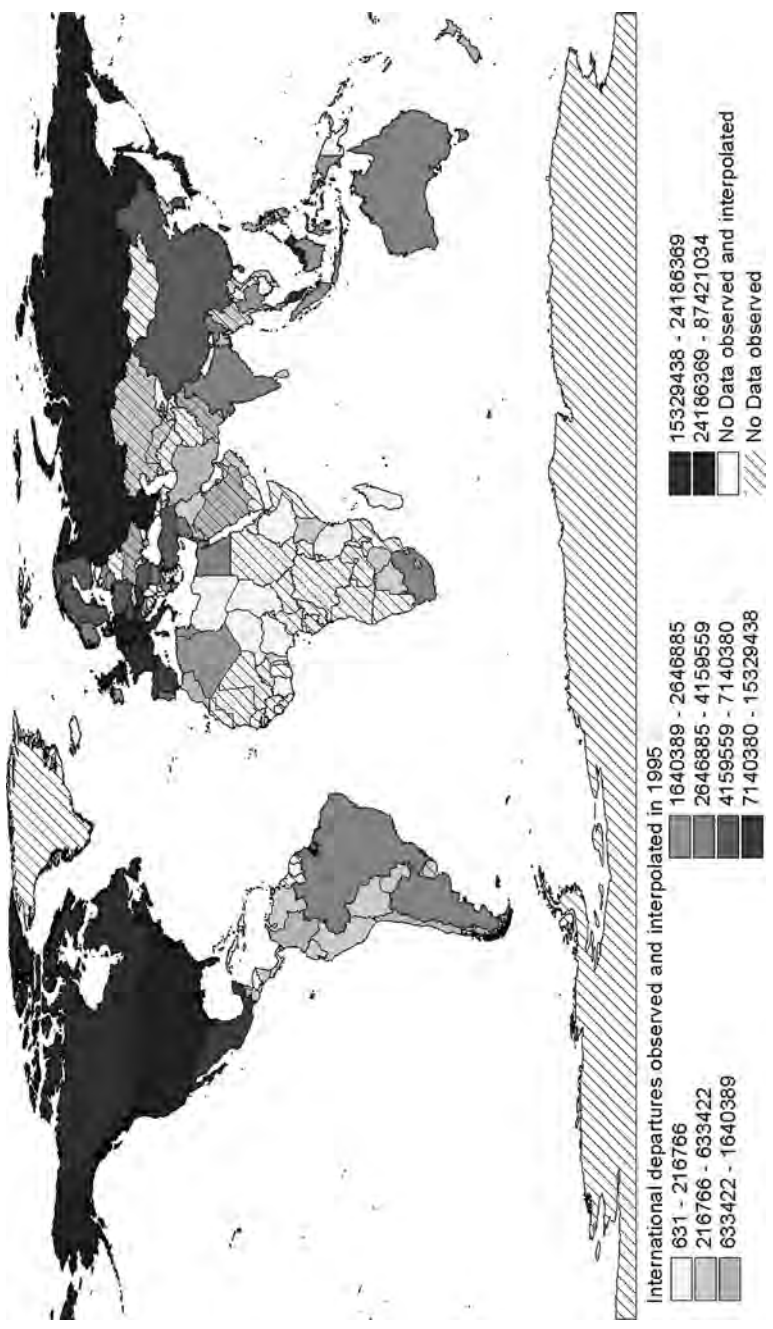 International departures observed and interpolated in 1995
631 - 216766
216766 - 633422
633422 - 1640389
1640389 - 2646885
2646885 - 4159559
4159559 - 7140380
7140380 - 15329438
15329438 - 24186369
24186369 - 87421034
No Data observed and interpolated
No Data observed